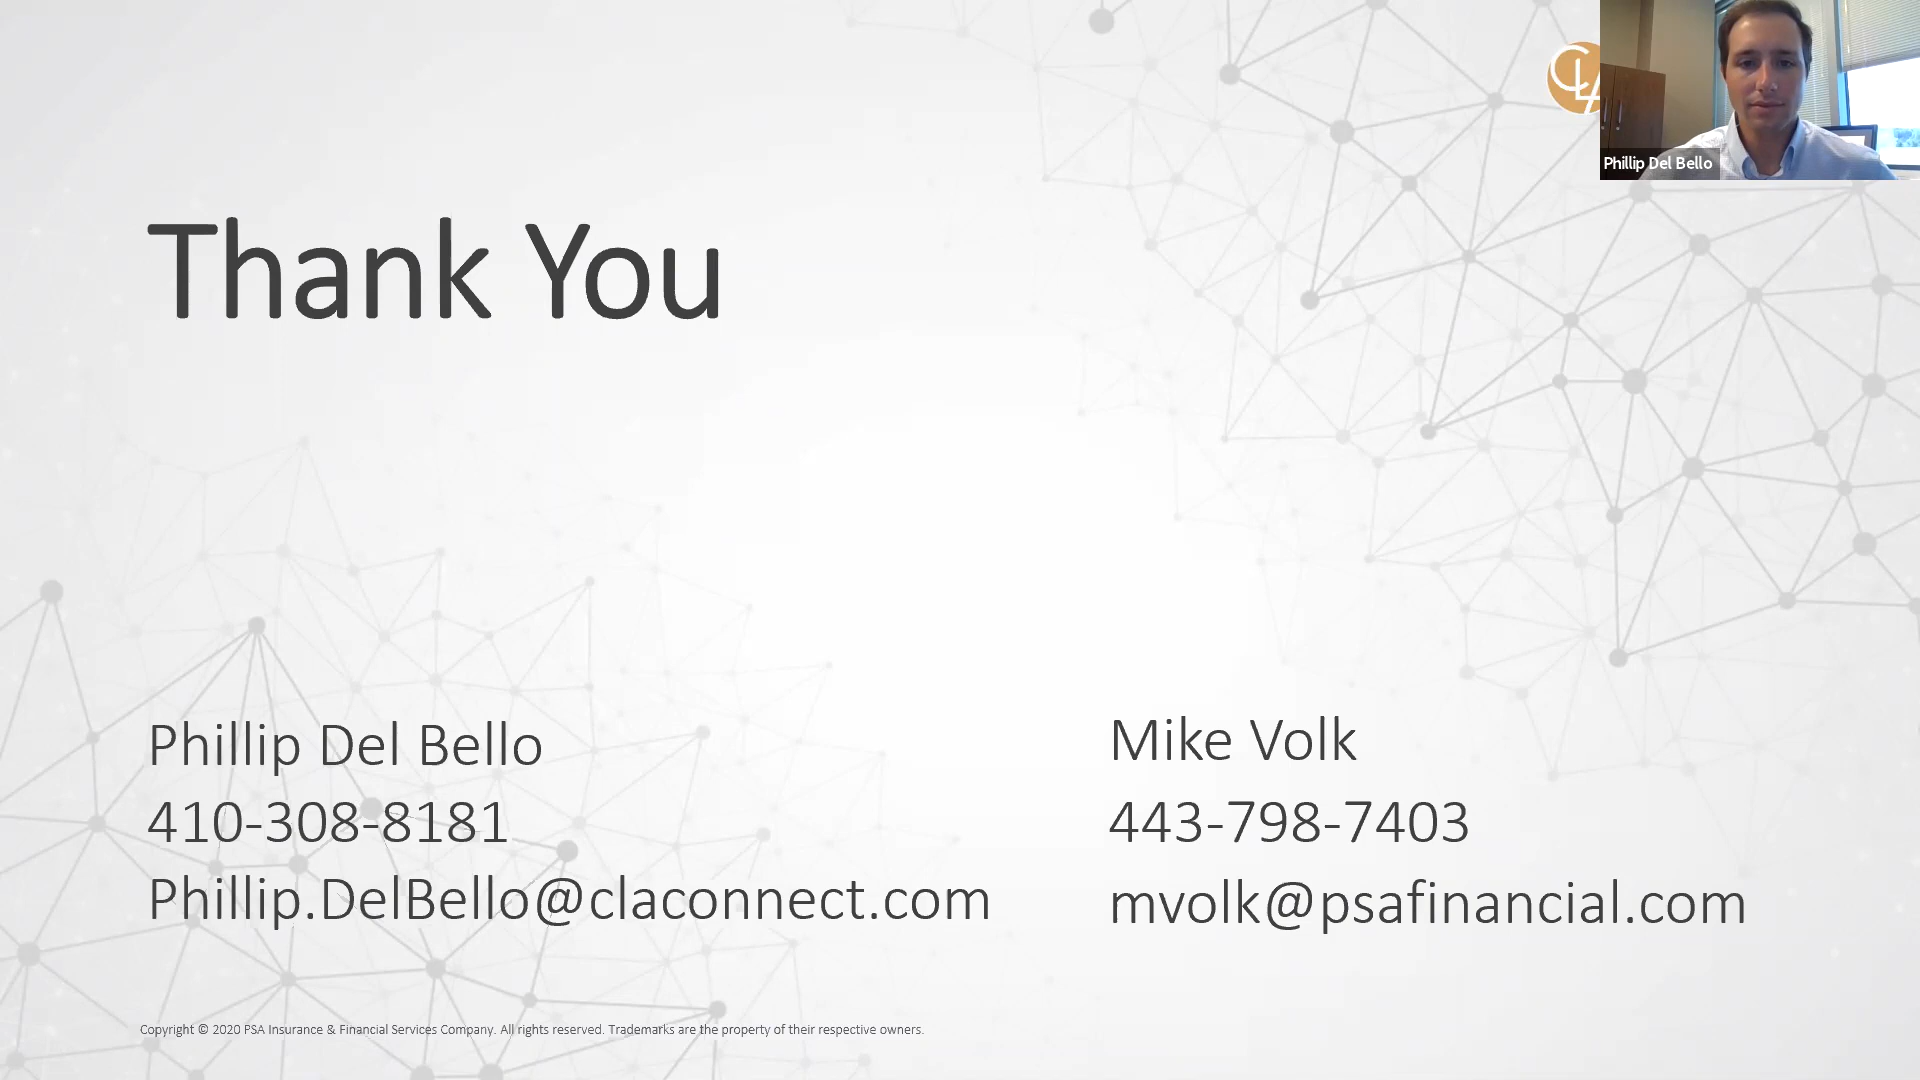 Thank You
Phillip Del Bello
Phillip Del Bello
410-308-8181
Phillip.DelBello@claconnect.com
Mike Volk
443-798-7403
mvolk@psafinancial.com
Copyright © 2020 PSA Insurance & Financial Services Company. All rights reserved. Trademarks are the property of their respective owners.